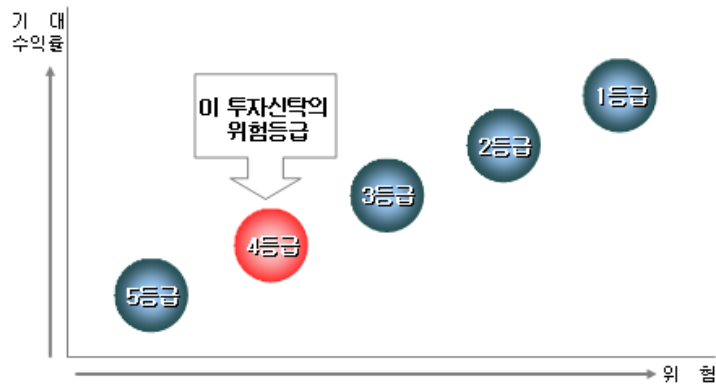 기 대
수익률
이 투자신탁의
위험등급
1등급
2등급
3등급
4등급
5등급
위 험